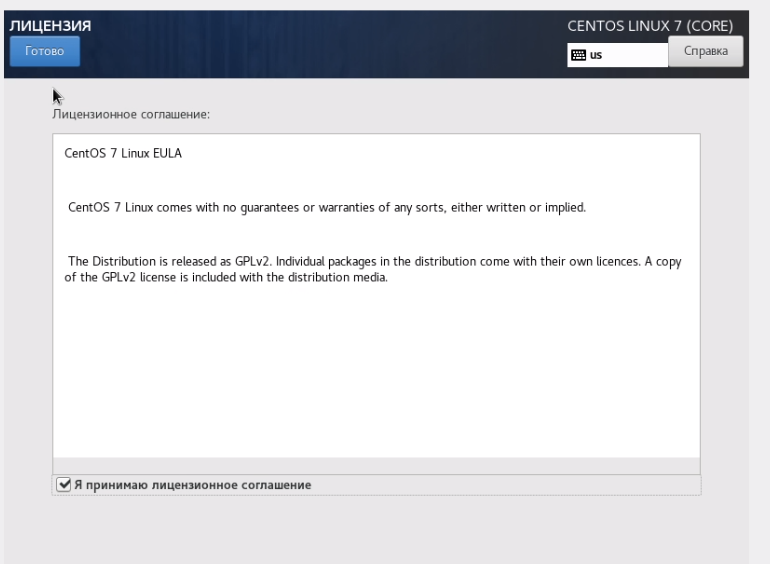 ЛИЦЕНЗИЯ
CENTOS LINUX 7 (CORE)
Готово
us
Справка
Лицензионное соглашение:
CentOS 7 Linux EULA
CentOS 7 Linux comes with no guarantees or warranties of any sorts, either written or implied.
The Distribution is released as GPLv2. Individual packages in the distribution come with their own licences. A copy
of the GPLv2 license is included with the distribution media.
Я принимаю лицензионное соглашение